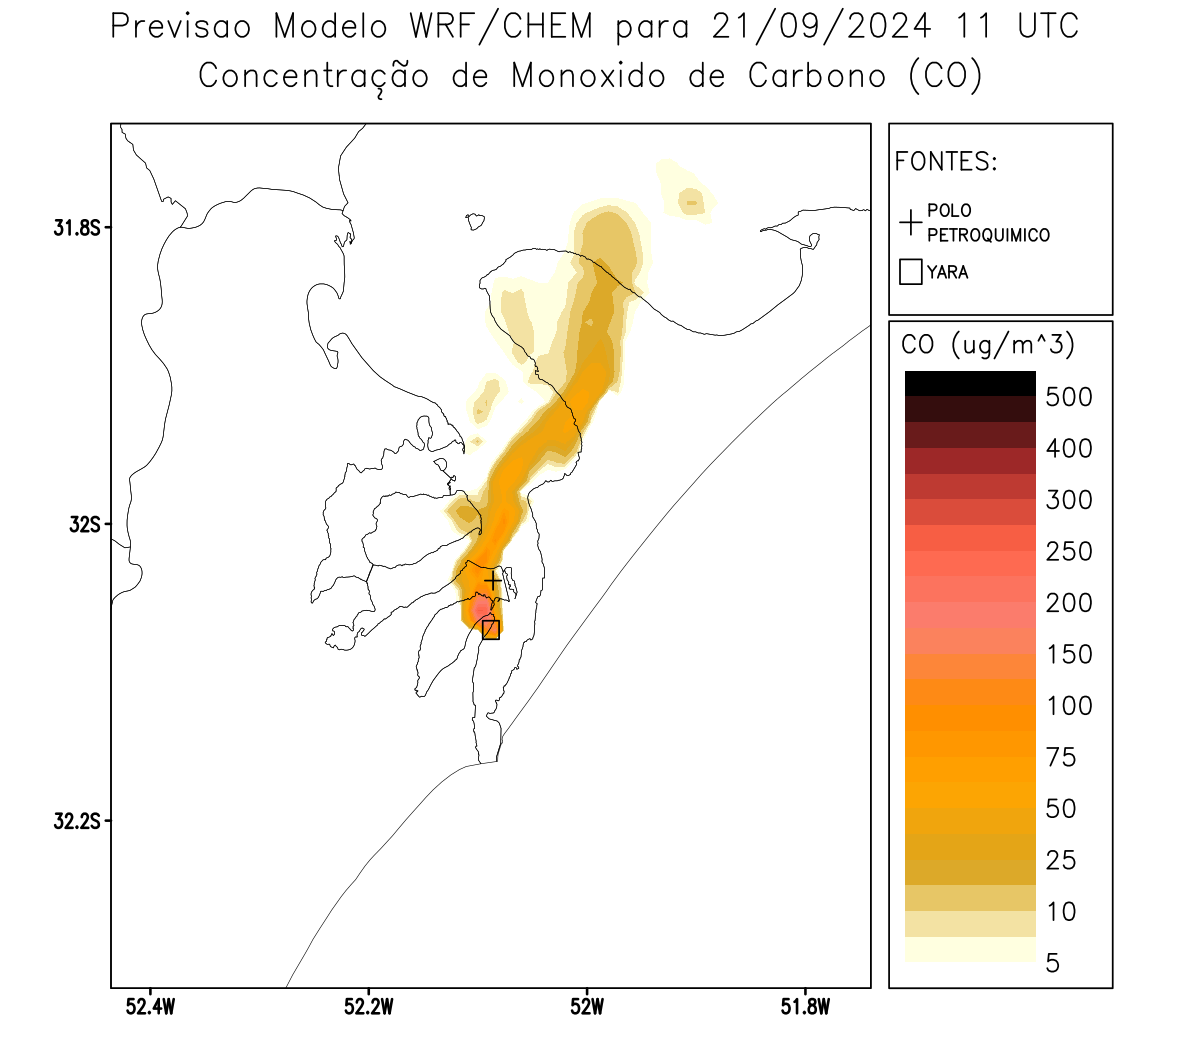 Previsao Modelo WRF/CHEM para 21/09/2024 11 UTC
Concentração de Monoxido de Carbono (CO)
FONTES:
POLO
PETROQUIMICO
YARA
CO (ug/m^3)
500
400
300
250
200
150
100
75
50
25
10
5
31.8S
32S
32.2S
52.4W
52.2W
52W
51.8W